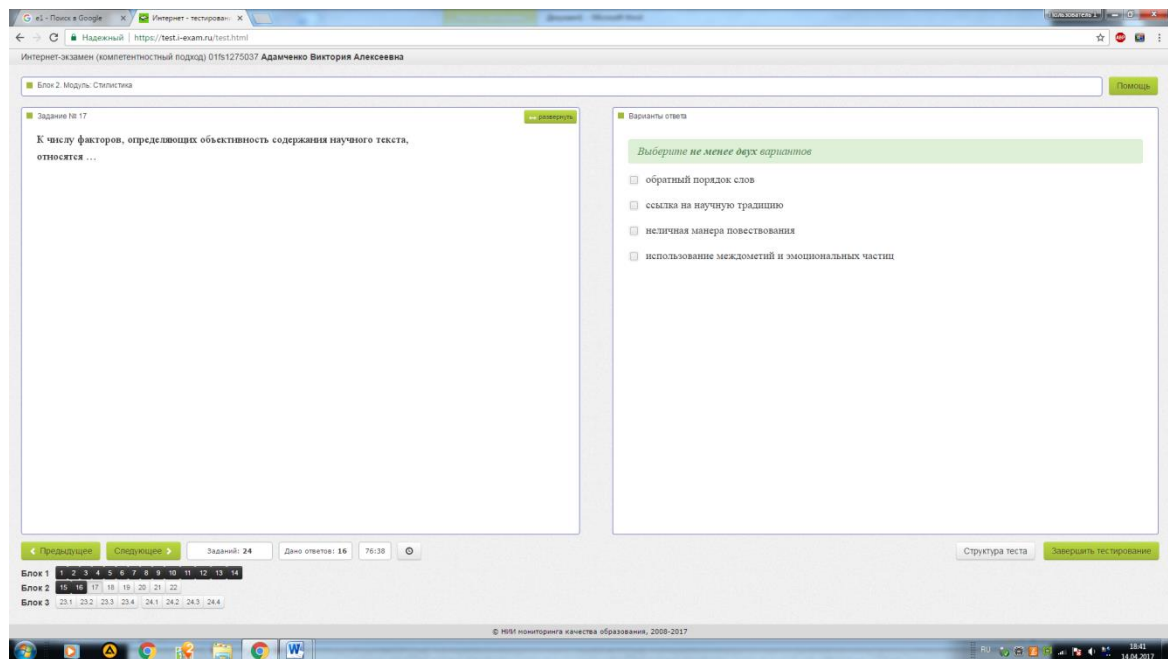 e1 - Поиск в Google
Интернет - тестирован
Пользователь 1
Надежный
https://test.i-exam.ru/test.html
Интернет-экзамен (компетентностный подход) 01fs1275037 Адамченко Виктория Алексеевна
Блок 2. Модуль: Стилистика
Помощь
Задание № 17
развернуть
К числу факторов, определяющих объективность содержания научного текста,
относятся …
Варианты ответа
Выберите не менее двух вариантов
обратный порядок слов
ссылка на научную традицию
неличная манера повествования
использование междометий и эмоциональных частиц
Предыдущее
Следующее
Заданий: 24
Дано ответов: 16
76:38
Структура теста
Завершить тестирование
Блок 1 1 2 3 4 5 6 7 8 9 10 11 12 13 14
Блок 2 15 16 17 18 19 20 21 22
Блок 3 23.1 23.2 23.3 23.4 24.1 24.2 24.3 24.4
© НИИ мониторинга качества образования, 2008-2017
RU
18:41
14.04.2017